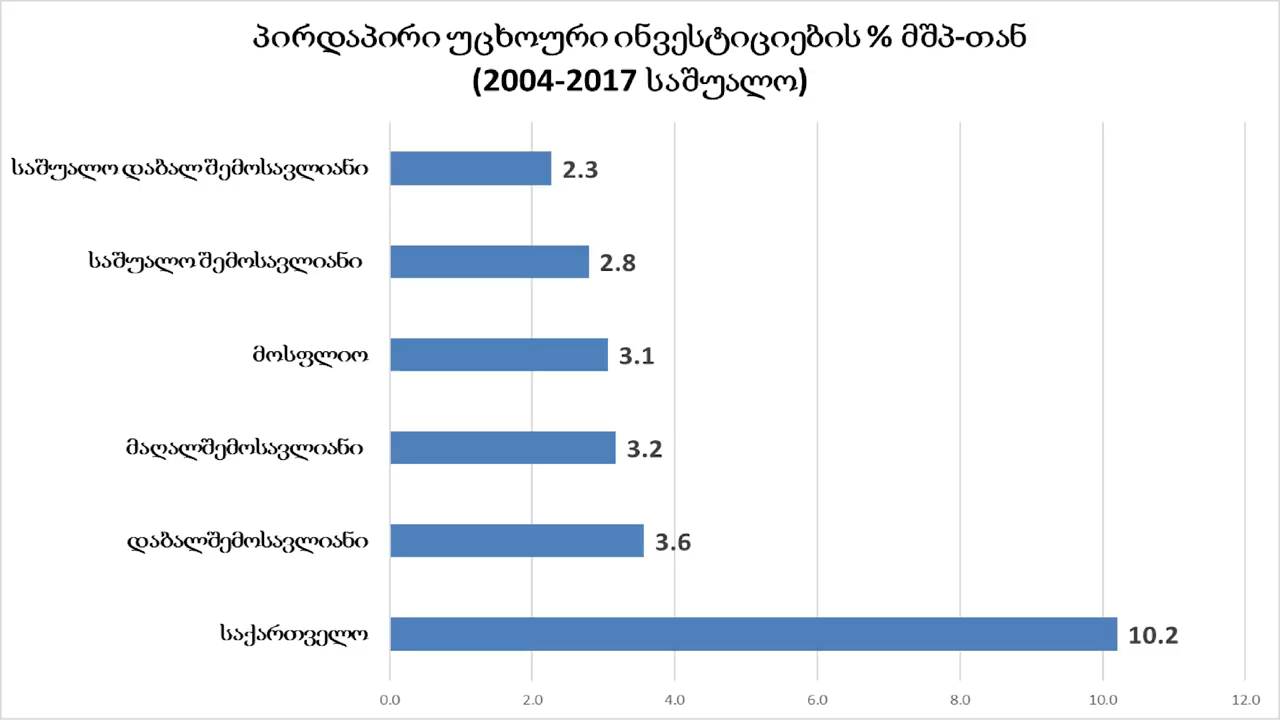 პირდაპირი უცხოური ინვესტიციების % მშპ-თან
(2004-2017 საშუალო)
საშუალო დაბალ შემოსავლიანი 2.3
საშუალო შემოსავლიანი 2.8
მოსფლიო 3.1
მაღალშემოსავლიანი 3.2
დაბალშემოსავლიანი 3.6
საქართველო 10.2
0.0 2.0 4.0 6.0 8.0 10.0 12.0